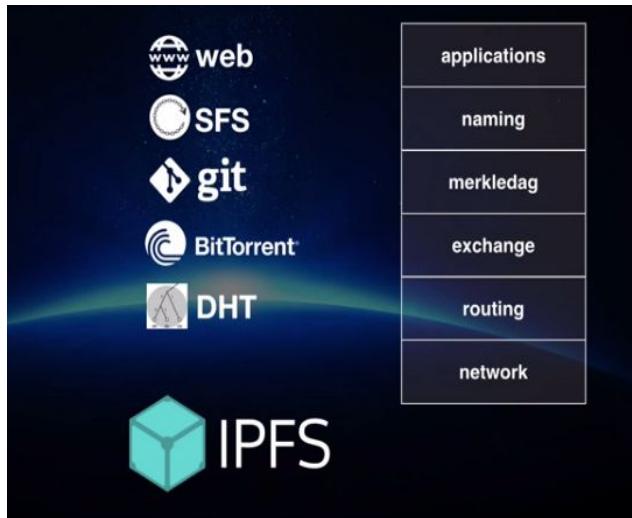 www
web
applications
SFS
naming
git
merkledag
BitTorrent
exchange
DHT
routing
network
IPFS